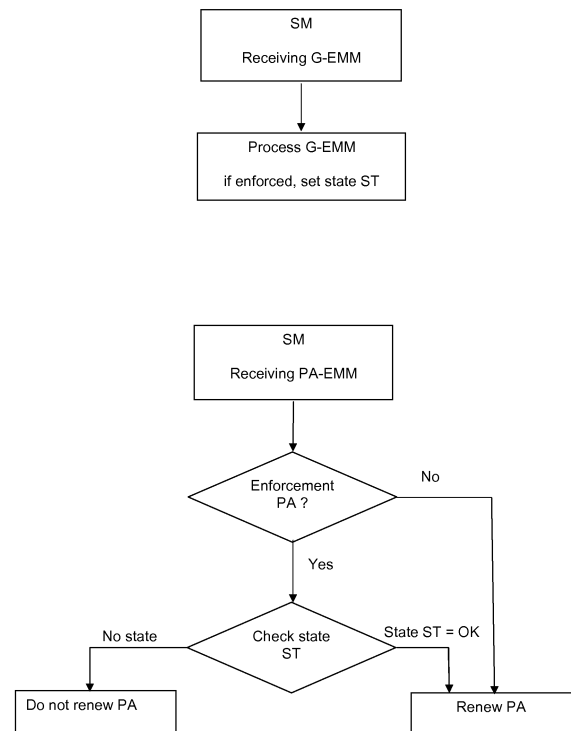 SM
Receiving G-EMM
Process G-EMM
if enforced, set state ST
SM
Receiving PA-EMM
Enforcement
PA ?
No
Yes
No state
Check state
ST
State ST = OK
Do not renew PA
Renew PA